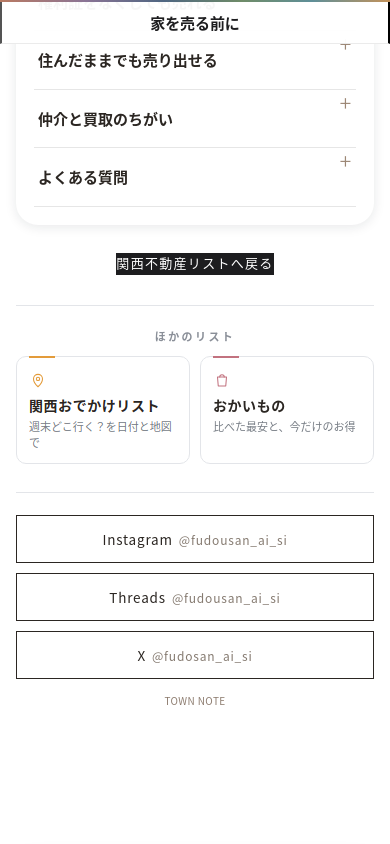 家を売る前に
住んだままでも売り出せる
仲介と買取のちがい
よくある質問
関西不動産リストへ戻る
ほかのリスト
関西おでかけリスト
週末どこ行く？を日付と地図
で
おかいもの
比べた最安と、今だけのお得
Instagram @fudousan_ai_si
Threads @fudousan_ai_si
X @fudosan_ai_si
TOWN NOTE